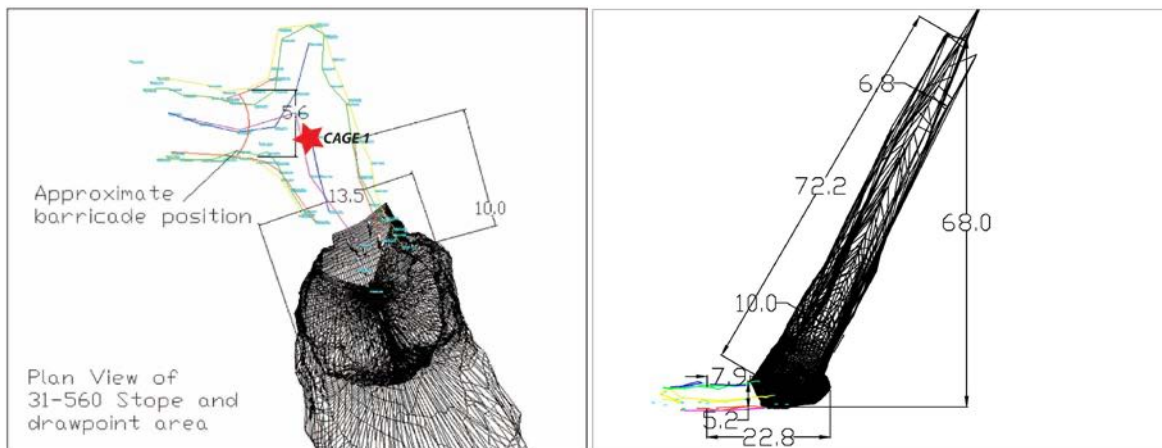 5.6
CAGE 1
Approximate
barricade position
13.5
10.0
Plan View of
31-560 Stope and
drawpoint area
6.8
72.2
68.0
10.0
7.9
5.2
22.8